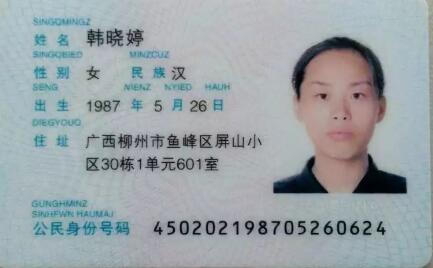 SINGQMINGZ
姓名 韩晓婷
SINGQBIED MINZCUZ
性别 女 民族 汉
SENG NIENZ NYIED HAUH
出生 1987 年 5 月 26 日
DIEGYOUQ
住址 广西柳州市鱼峰区屏山小
区30栋1单元601室
GUNGHMINZ
SINHFWN HAUMAJ
公民身份号码 450202198705260624